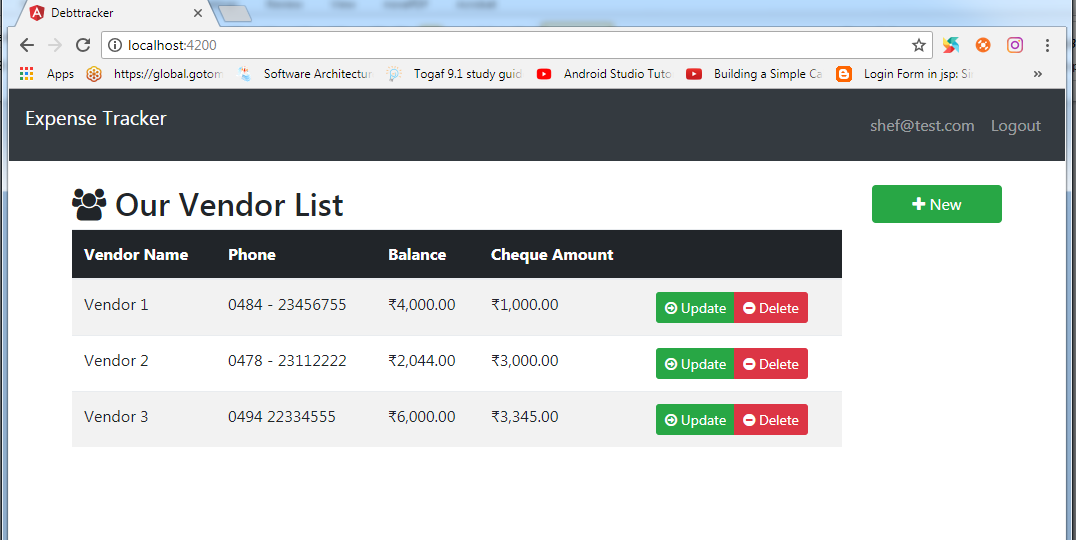 Debttracker
localhost:4200
Apps https://global.gotom Software Architectur Togaf 9.1 study guid Android Studio Tuto Building a Simple Ca Login Form in jsp: Si »
Expense Tracker
shef@test.com Logout
Our Vendor List
New
Vendor Name Phone Balance Cheque Amount
Vendor 1 0484 - 23456755 ₹4,000.00 ₹1,000.00 Update Delete
Vendor 2 0478 - 23112222 ₹2,044.00 ₹3,000.00 Update Delete
Vendor 3 0494 22334555 ₹6,000.00 ₹3,345.00 Update Delete